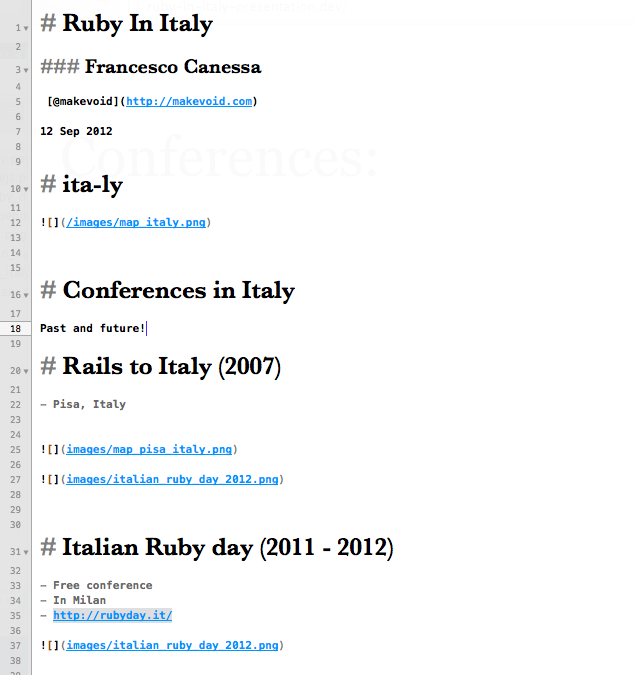 1 # Ruby In Italy
2
3 ### Francesco Canessa
4
5 [@makevoid](http://makevoid.com)
6
7 12 Sep 2012
8 Conferences:
9
10 # ita-ly
11
12 ![](/images/map_italy.png)
13
14
15
16 # Conferences in Italy
17
18 Past and future!
19
20 # Rails to Italy (2007)
21
22 - Pisa, Italy
23
24
25 ![](images/map_pisa_italy.png)
26
27 ![](images/italian_ruby_day_2012.png)
28
29
30
31 # Italian Ruby day (2011 - 2012)
32
33 - Free conference
34 - In Milan
35 - http://rubyday.it/
36
37 ![](images/italian_ruby_day_2012.png)
38